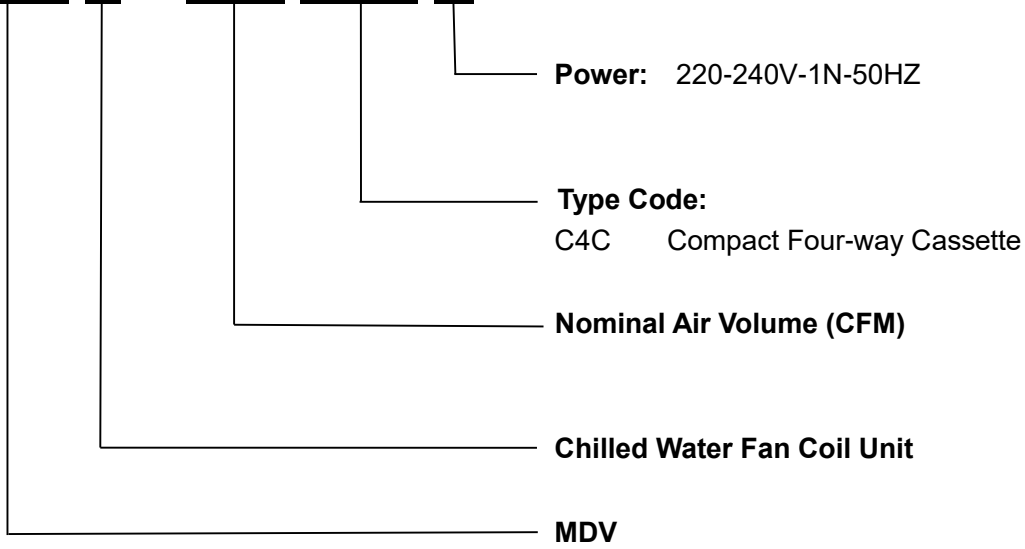 Power: 220-240V-1N-50HZ
Type Code:
C4C Compact Four-way Cassette
Nominal Air Volume (CFM)
Chilled Water Fan Coil Unit
MDV